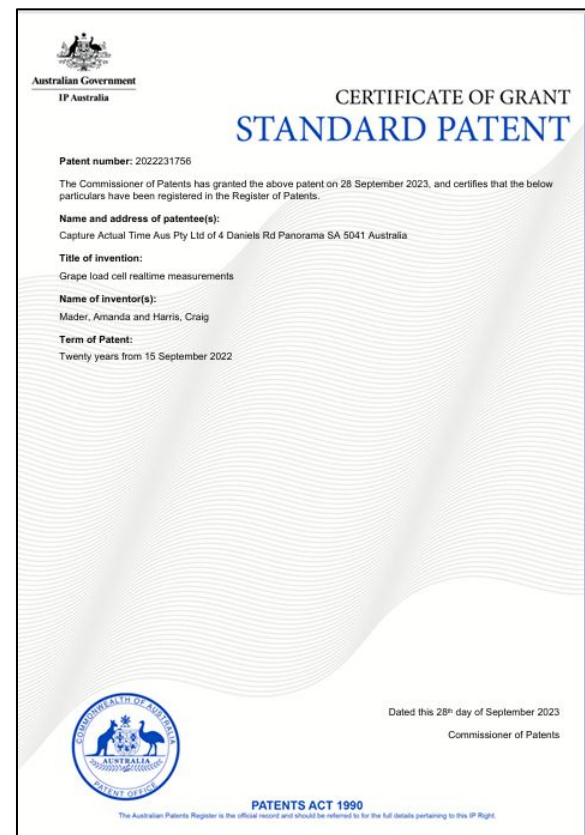 Australian Government
IP Australia
CERTIFICATE OF GRANT
STANDARD PATENT
Patent number: 2022231756
The Commissioner of Patents has granted the above patent on 28 September 2023, and certifies that the below
particulars have been registered in the Register of Patents.
Name and address of patentee(s):
Capture Actual Time Aus Pty Ltd of 4 Daniels Rd Panorama SA 5041 Australia
Title of invention:
Grape load cell realtime measurements
Name of inventor(s):
Mader, Amanda and Harris, Craig
Term of Patent:
Twenty years from 15 September 2022
Dated this 28th day of September 2023
Commissioner of Patents
COMMONWEALTH OF AUSTRALIA
AUSTRALIA
PATENT OFFICE
PATENTS ACT 1990
The Australian Patents Register is the official record and should be referred to for the full details pertaining to this IP Right.